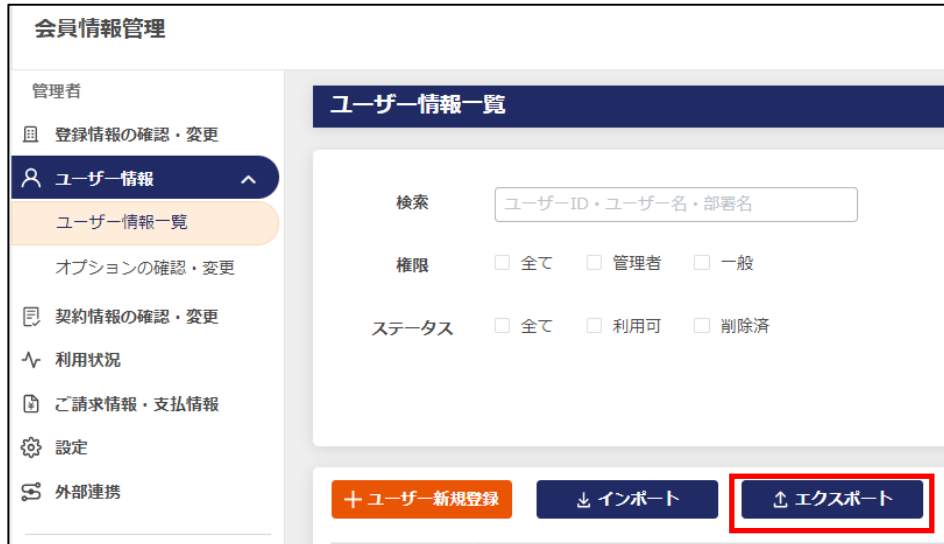 会員情報管理
管理者
登録情報の確認・変更
ユーザー情報
ユーザー情報一覧
オプションの確認・変更
契約情報の確認・変更
利用状況
ご請求情報・支払情報
設定
外部連携
ユーザー情報一覧
検索 ユーザーID・ユーザー名・部署名
権限 全て 管理者 一般
ステータス 全て 利用可 削除済
＋ユーザー新規登録 インポート エクスポート